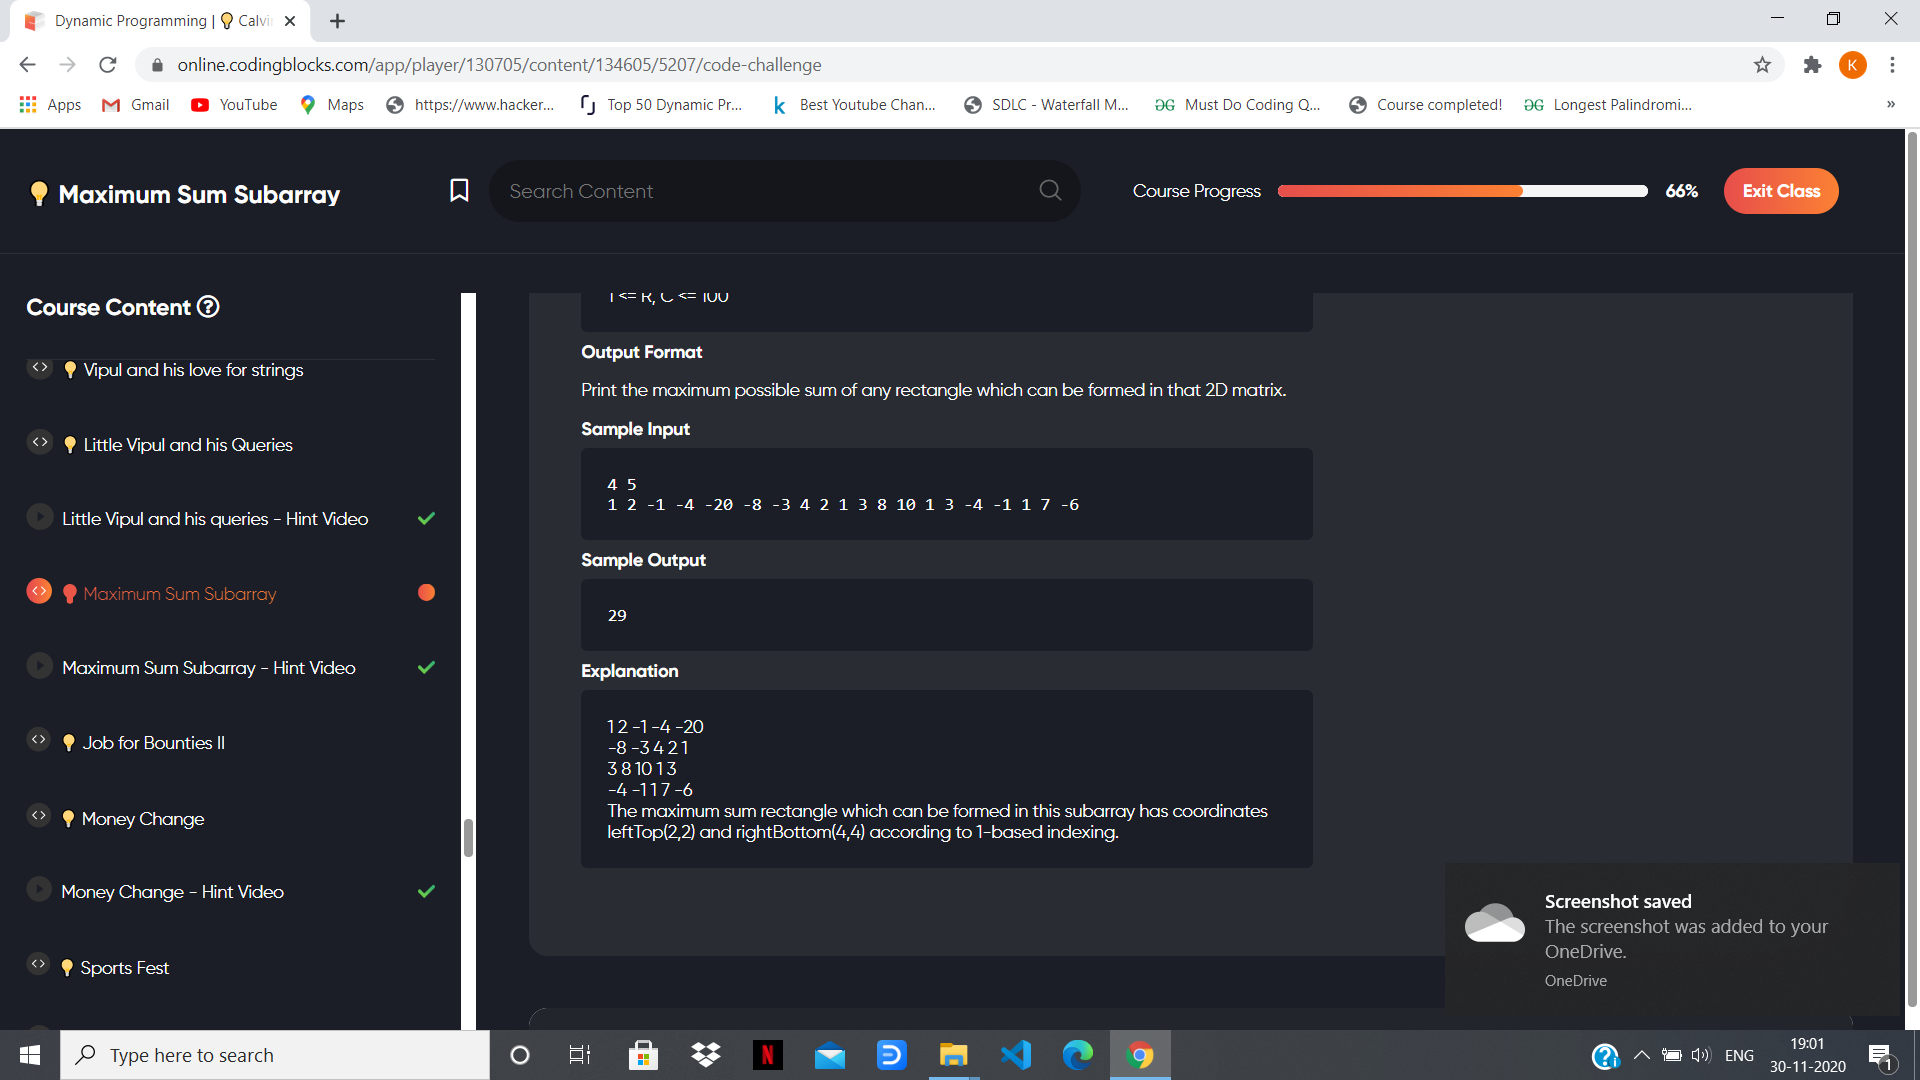 Dynamic Programming | Calvi
online.codingblocks.com/app/player/130705/content/134605/5207/code-challenge
K
Apps Gmail YouTube Maps https://www.hacker... Top 50 Dynamic Pr... Best Youtube Chan... SDLC - Waterfall M... Must Do Coding Q... Course completed! Longest Palindromi... »
Maximum Sum Subarray
Search Content
Course Progress 66% Exit Class
Course Content
Vipul and his love for strings
Little Vipul and his Queries
Little Vipul and his queries - Hint Video
Maximum Sum Subarray
Maximum Sum Subarray - Hint Video
Job for Bounties II
Money Change
Money Change - Hint Video
Sports Fest
1 <= R, C <= 100
Output Format
Print the maximum possible sum of any rectangle which can be formed in that 2D matrix.
Sample Input
4 5
1 2 -1 -4 -20 -8 -3 4 2 1 3 8 10 1 3 -4 -1 1 7 -6
Sample Output
29
Explanation
1 2 -1 -4 -20
-8 -3 4 2 1
3 8 10 1 3
-4 -1 1 7 -6
The maximum sum rectangle which can be formed in this subarray has coordinates
leftTop(2,2) and rightBottom(4,4) according to 1-based indexing.
Screenshot saved
The screenshot was added to your
OneDrive.
OneDrive
Type here to search
ENG
19:01
30-11-2020
1